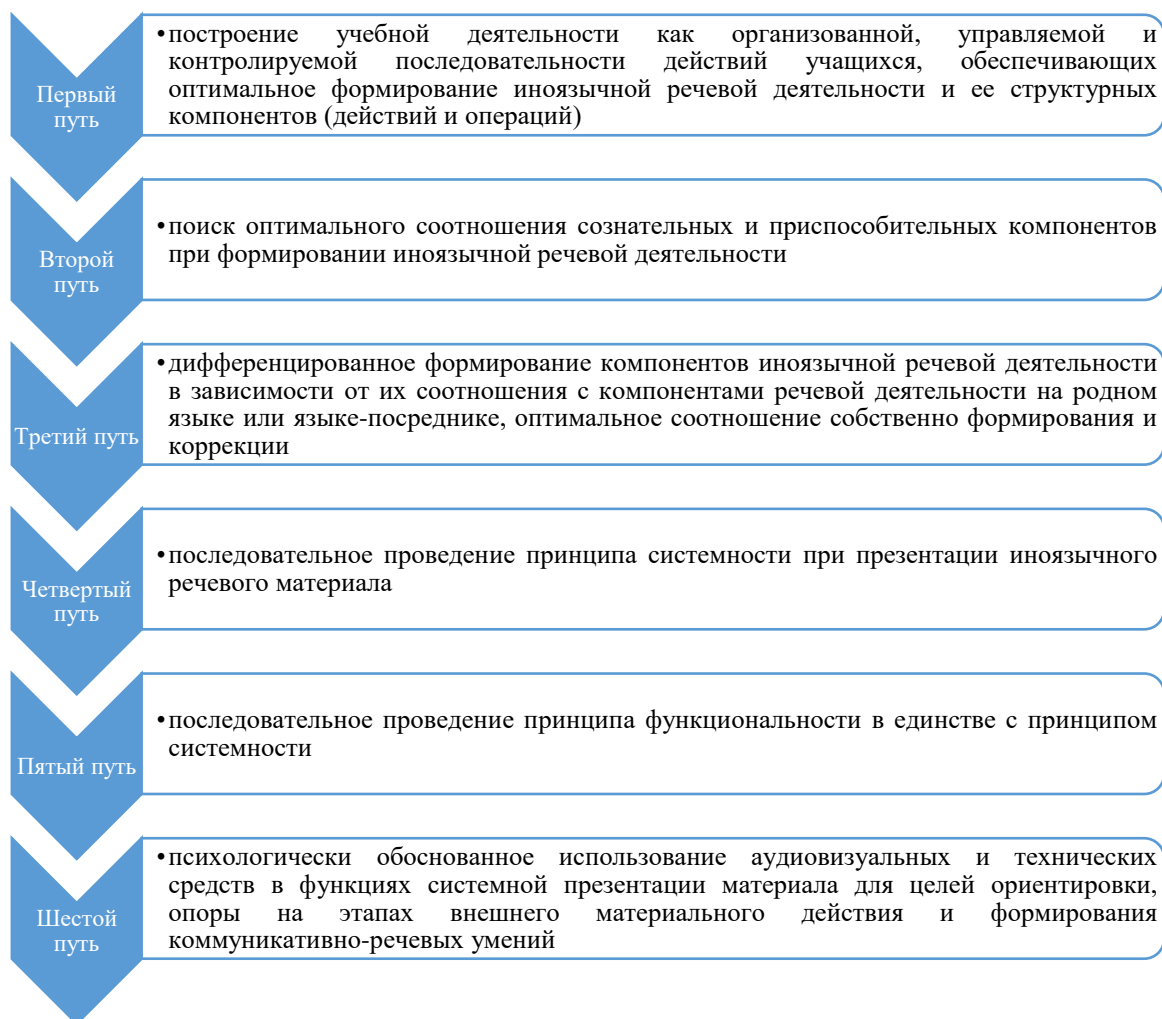 Первый
путь
•построение учебной деятельности как организованной, управляемой и
контролируемой последовательности действий учащихся, обеспечивающих
оптимальное формирование иноязычной речевой деятельности и ее структурных
компонентов (действий и операций)
Второй
путь
•поиск оптимального соотношения сознательных и приспособительных компонентов
при формировании иноязычной речевой деятельности
Третий путь
•дифференцированное формирование компонентов иноязычной речевой деятельности
в зависимости от их соотношения с компонентами речевой деятельности на родном
языке или языке-посреднике, оптимальное соотношение собственно формирования и
коррекции
Четвертый
путь
•последовательное проведение принципа системности при презентации иноязычного
речевого материала
Пятый путь
•последовательное проведение принципа функциональности в единстве с принципом
системности
Шестой
путь
•психологически обоснованное использование аудиовизуальных и технических
средств в функциях системной презентации материала для целей ориентировки,
опоры на этапах внешнего материального действия и формирования
коммуникативно-речевых умений